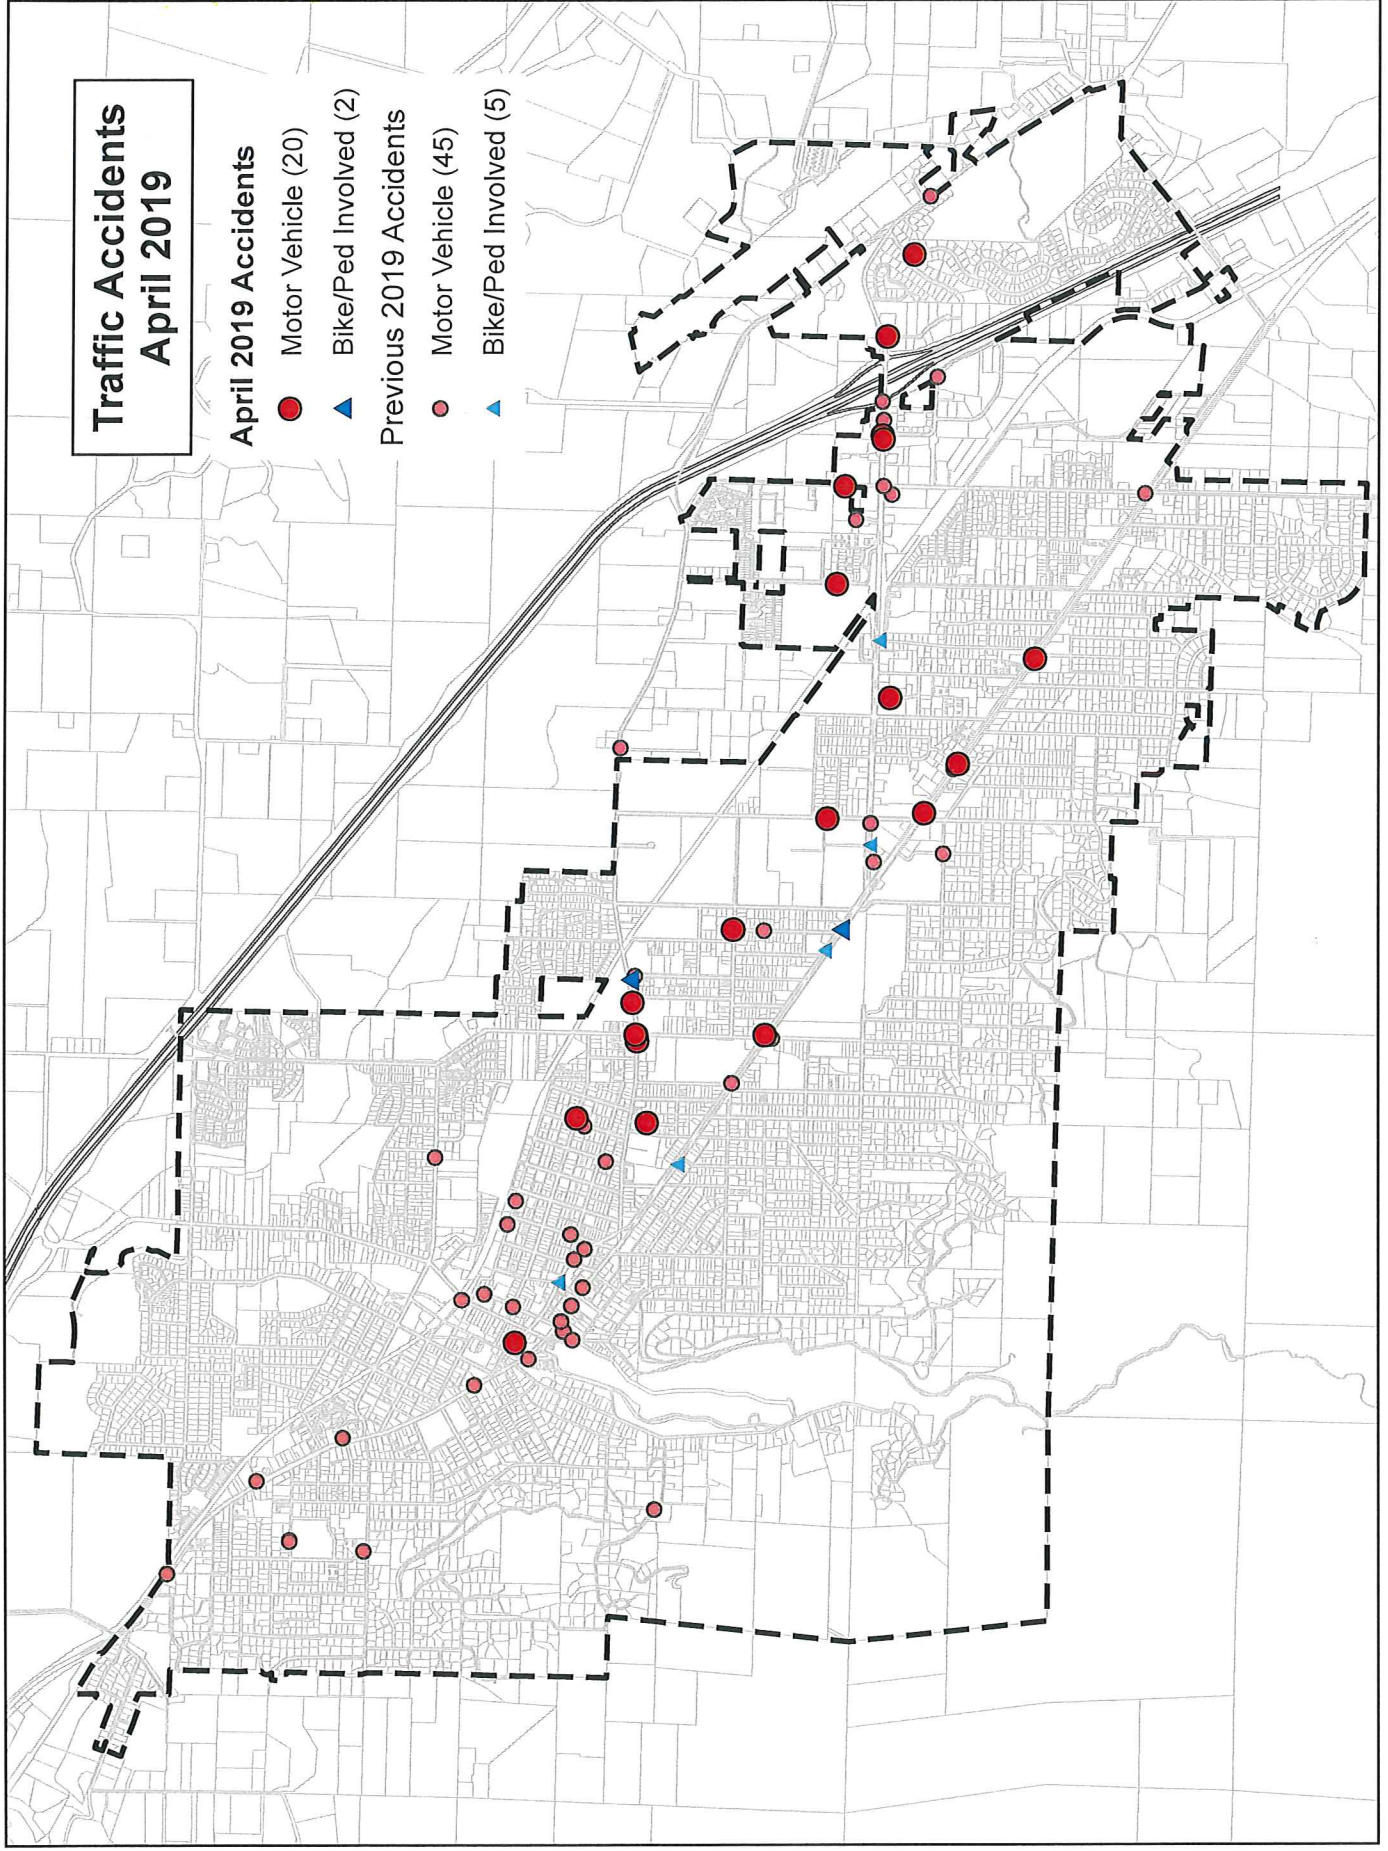 Traffic Accidents
April 2019
April 2019 Accidents
Motor Vehicle (20)
Bike/Ped Involved (2)
Previous 2019 Accidents
Motor Vehicle (45)
Bike/Ped Involved (5)